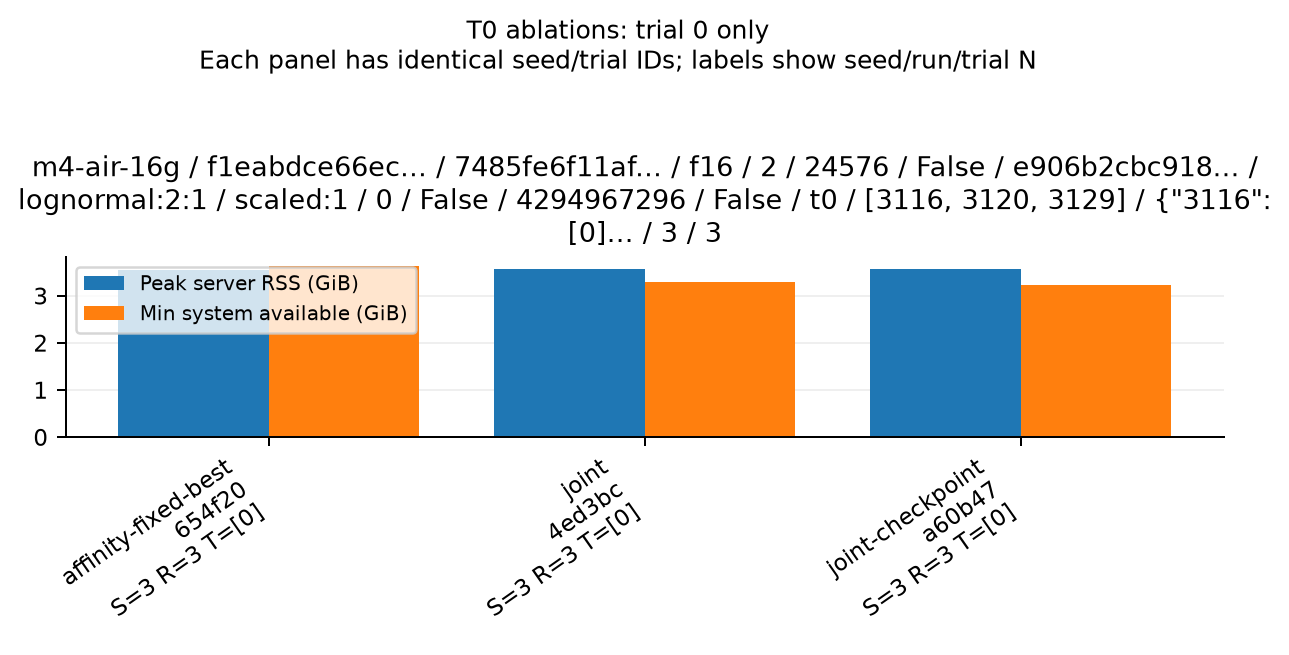 T0 ablations: trial 0 only
Each panel has identical seed/trial IDs; labels show seed/run/trial N
m4-air-16g / f1eabdce66ec... / 7485fe6f11af... / f16 / 2 / 24576 / False / e906b2cbc918... /
lognormal:2:1 / scaled:1 / 0 / False / 4294967296 / False / t0 / [3116, 3120, 3129] / {"3116":
[0]... / 3 / 3
Peak server RSS (GiB)
Min system available (GiB)
3
2
1
0
affinity-fixed-best
654f20
S=3 R=3 T=[0]
joint
4ed3bc
S=3 R=3 T=[0]
joint-checkpoint
a60b47
S=3 R=3 T=[0]